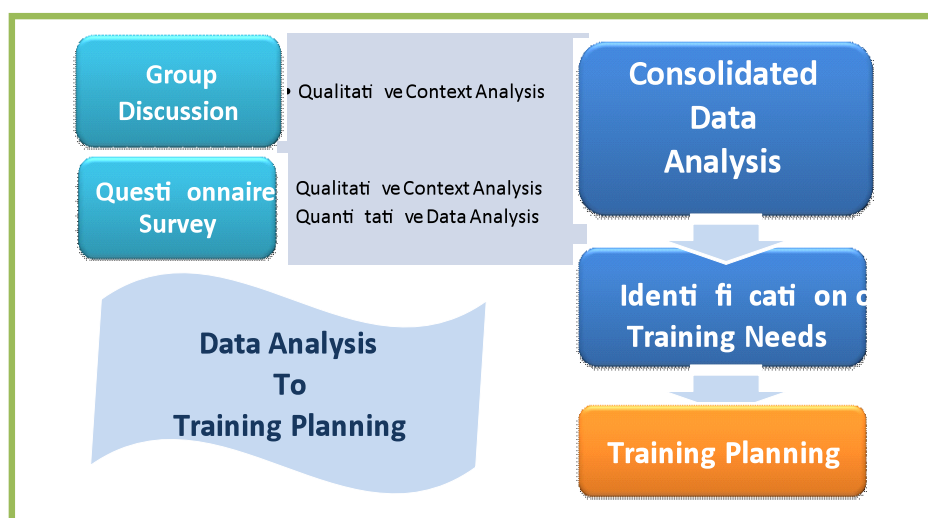 Group
Discussion
• Qualitati ve Context Analysis
Questi onnaire
Survey
Qualitati ve Context Analysis
Quanti tati ve Data Analysis
Consolidated
Data
Analysis
Identi fi cati on o
Training Needs
Training Planning
Data Analysis
To
Training Planning